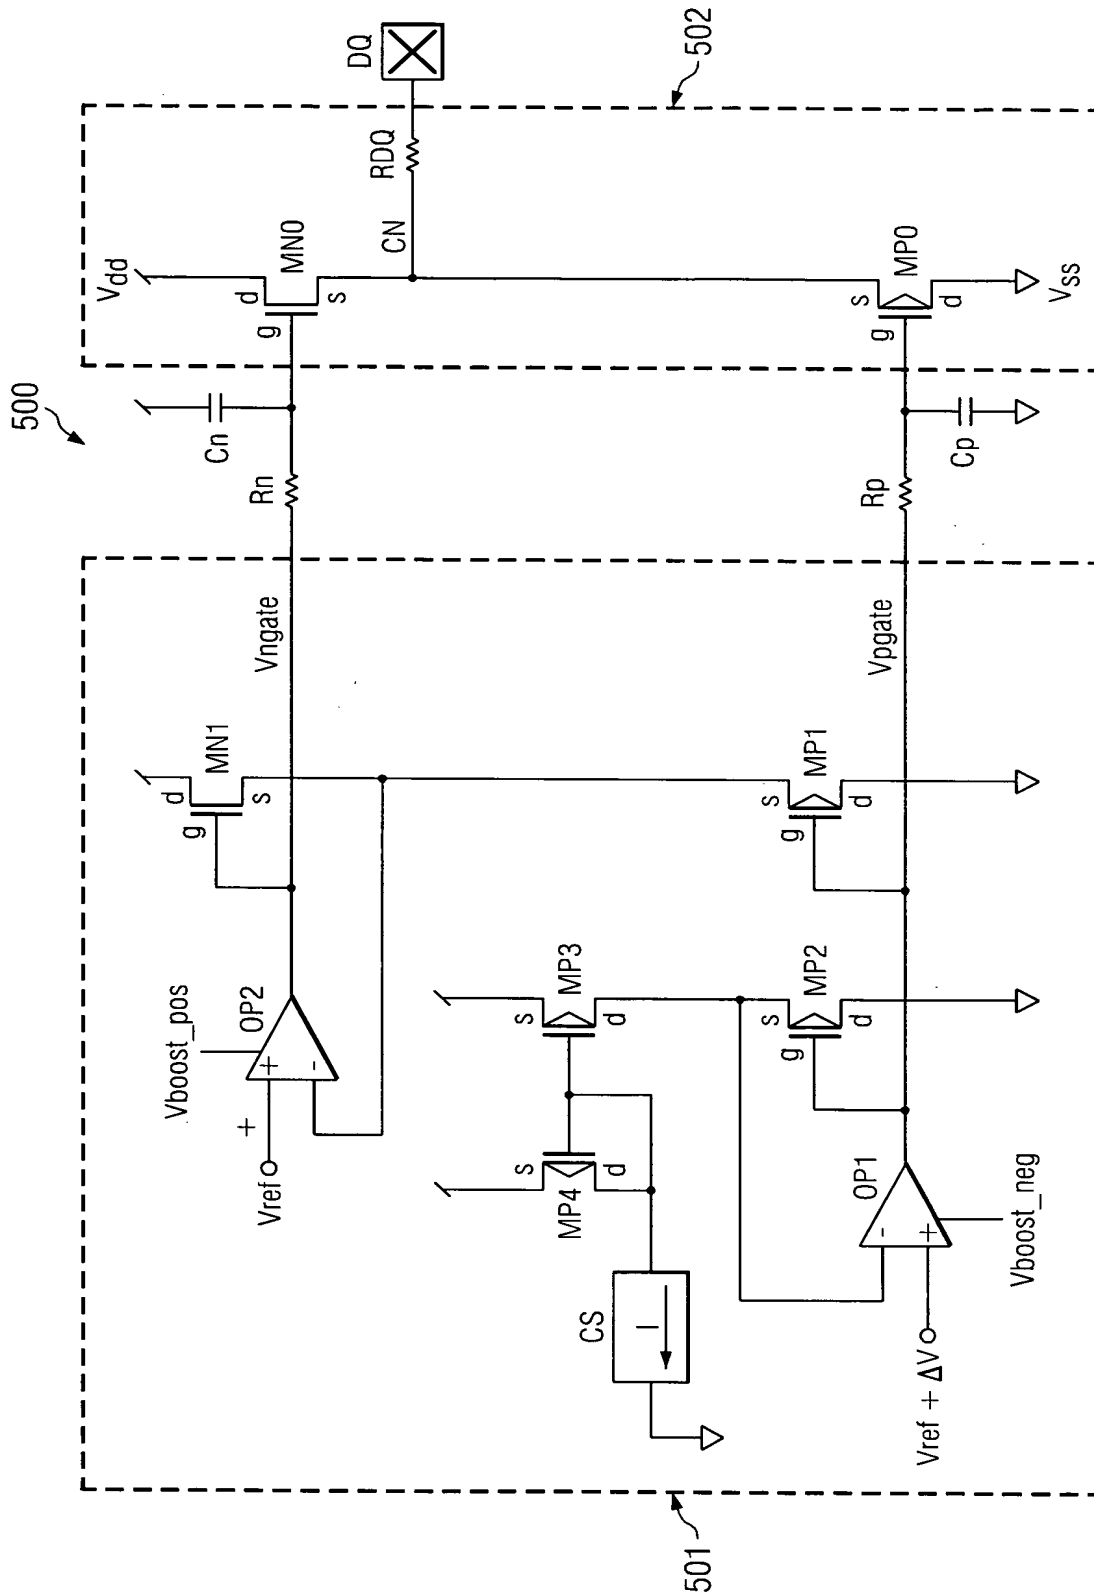 500
501
502
Vboost_pos
OP2
+
-
+
Vref
MN1
d
g
s
Vngate
Rn
Cn
Vdd
d
MN0
g
s
CN
RDQ
DQ
MP4
s
d
MP3
s
d
CS
I
MP2
s
g
d
MP1
s
g
d
OP1
-
+
Vref + ΔV
Vboost_neg
Vpgate
Rp
Cp
s
MP0
g
d
Vss